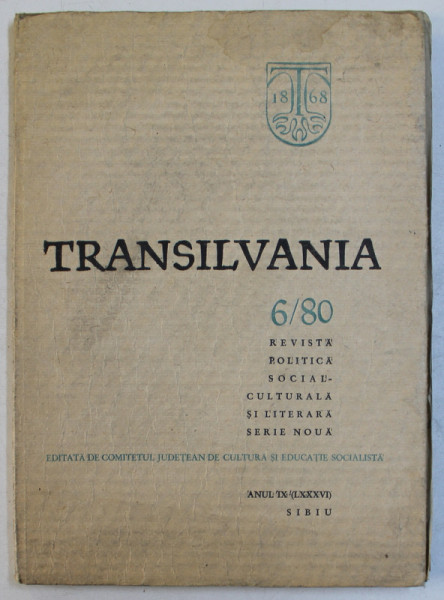 18 T 68
TRANSILVANIA
6/80
REVISTĂ
POLITICĂ
SOCIAL-
CULTURALĂ
ȘI LITERARĂ
SERIE NOUĂ
EDITATĂ DE COMITETUL JUDEȚEAN DE CULTURĂ ȘI EDUCAȚIE SOCIALISTĂ
ANUL IX (LXXXVI)
SIBIU